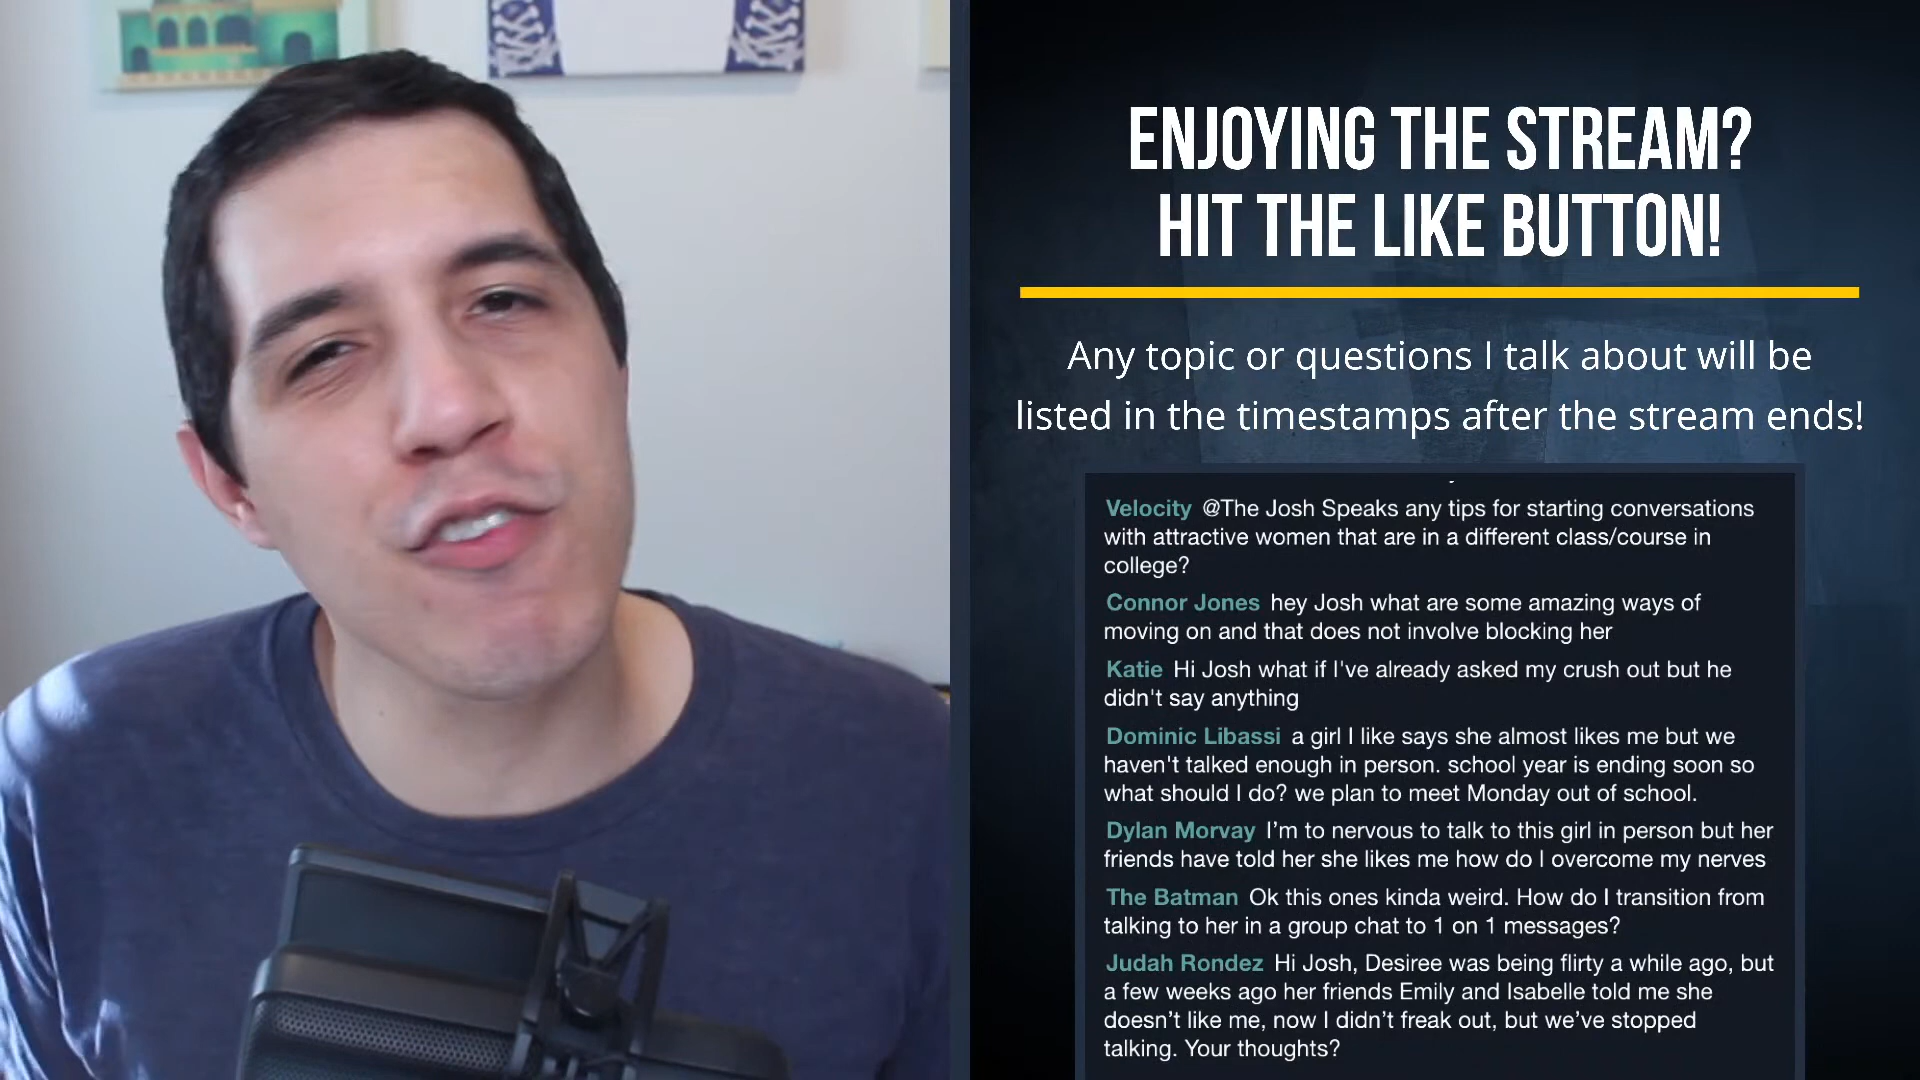 ENJOYING THE STREAM?
HIT THE LIKE BUTTON!
Any topic or questions I talk about will be
listed in the timestamps after the stream ends!
Velocity @The Josh Speaks any tips for starting conversations
with attractive women that are in a different class/course in
college?
Connor Jones hey Josh what are some amazing ways of
moving on and that does not involve blocking her
Katie Hi Josh what if I've already asked my crush out but he
didn't say anything
Dominic Libassi a girl I like says she almost likes me but we
haven't talked enough in person. school year is ending soon so
what should I do? we plan to meet Monday out of school.
Dylan Morvay I’m to nervous to talk to this girl in person but her
friends have told her she likes me how do I overcome my nerves
The Batman Ok this ones kinda weird. How do I transition from
talking to her in a group chat to 1 on 1 messages?
Judah Rondez Hi Josh, Desiree was being flirty a while ago, but
a few weeks ago her friends Emily and Isabelle told me she
doesn’t like me, now I didn’t freak out, but we’ve stopped
talking. Your thoughts?